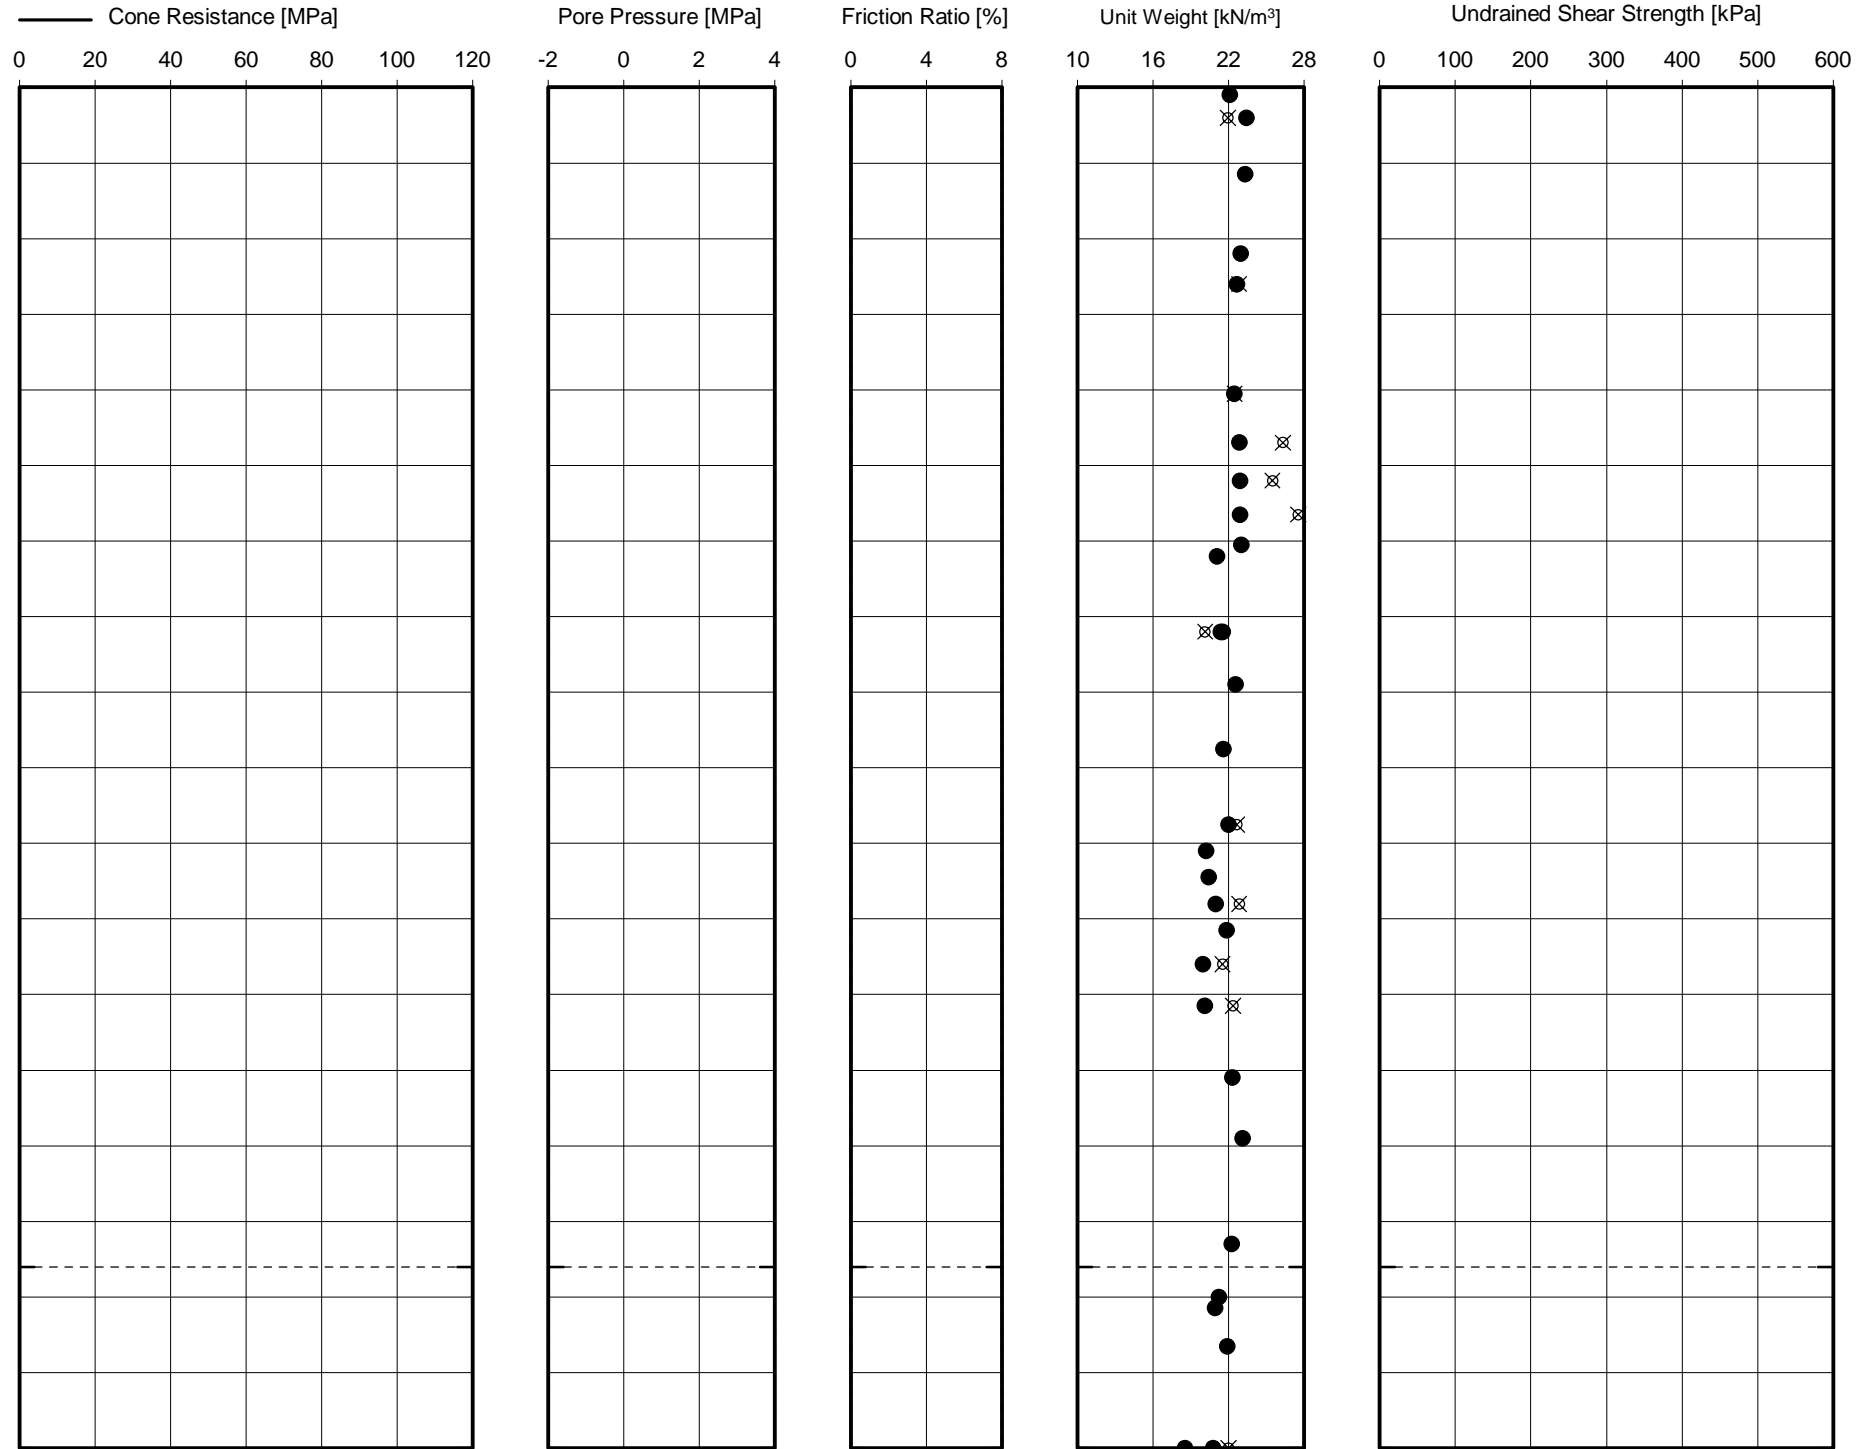 Cone Resistance [MPa] Pore Pressure [MPa] Friction Ratio [%] Unit Weight [kN/m³] Undrained Shear Strength [kPa]
0 20 40 60 80 100 120 -2 0 2 4 0 4 8 10 16 22 28 0 100 200 300 400 500 600